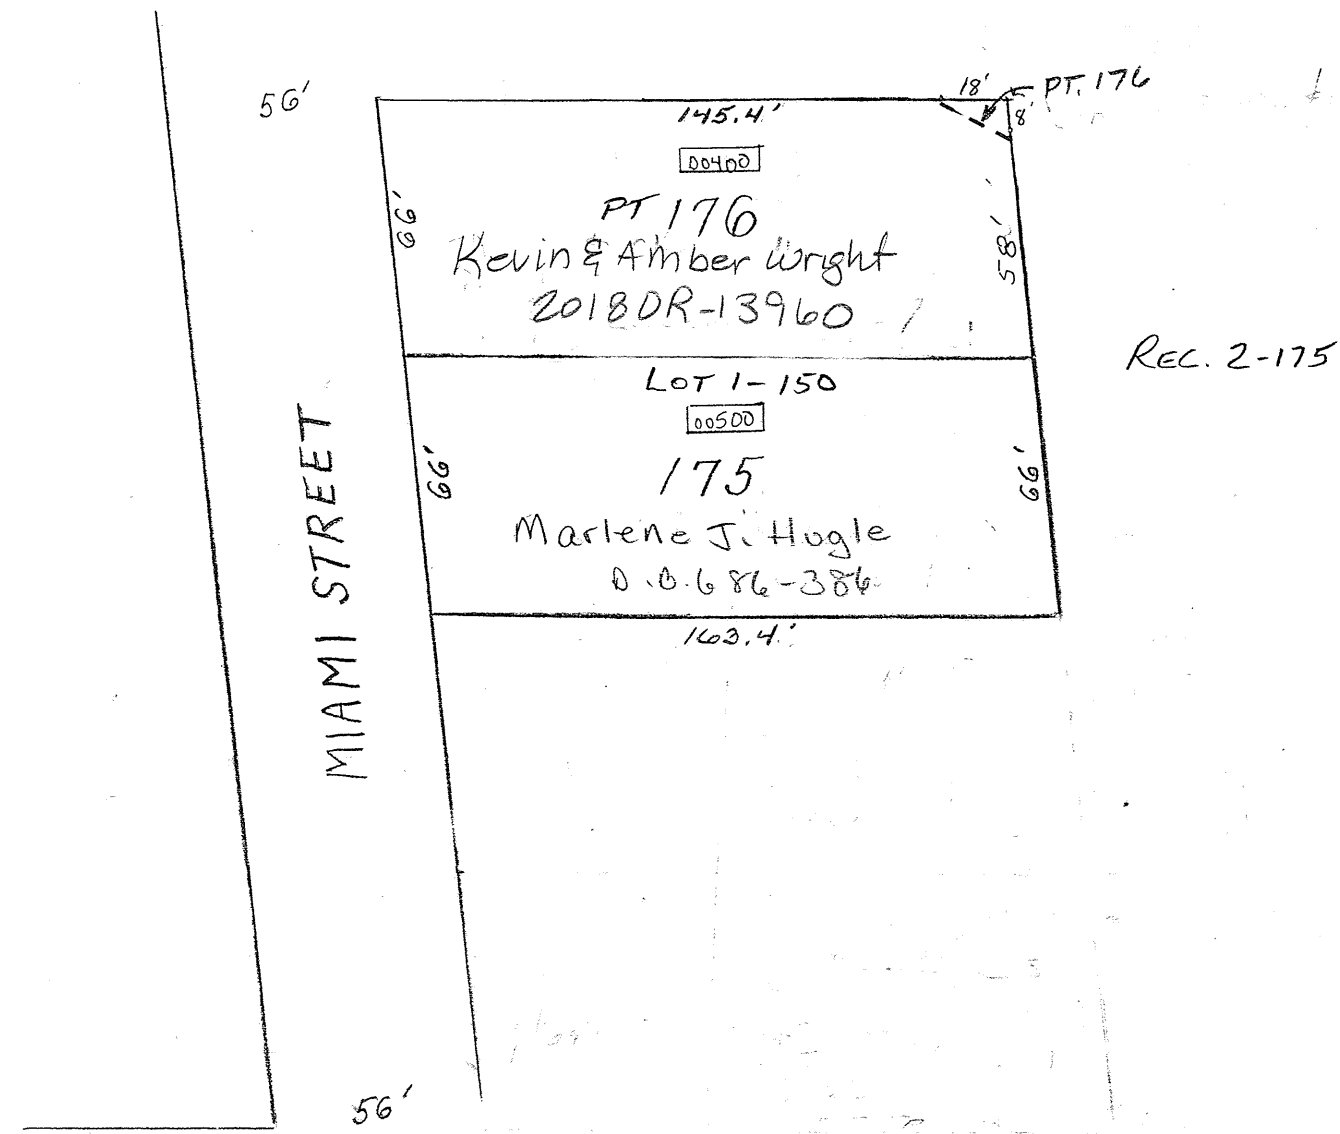 56'
18'
PT. 176
145.4'
8'
00400
PT 176
66'
Kevin & Amber Wright
58'
2018DR-13960
REC. 2-175
LOT 1-150
00500
175
66'
66'
Marlene J. Hugle
D.B. 686-386
163.4'
MIAMI STREET
56'